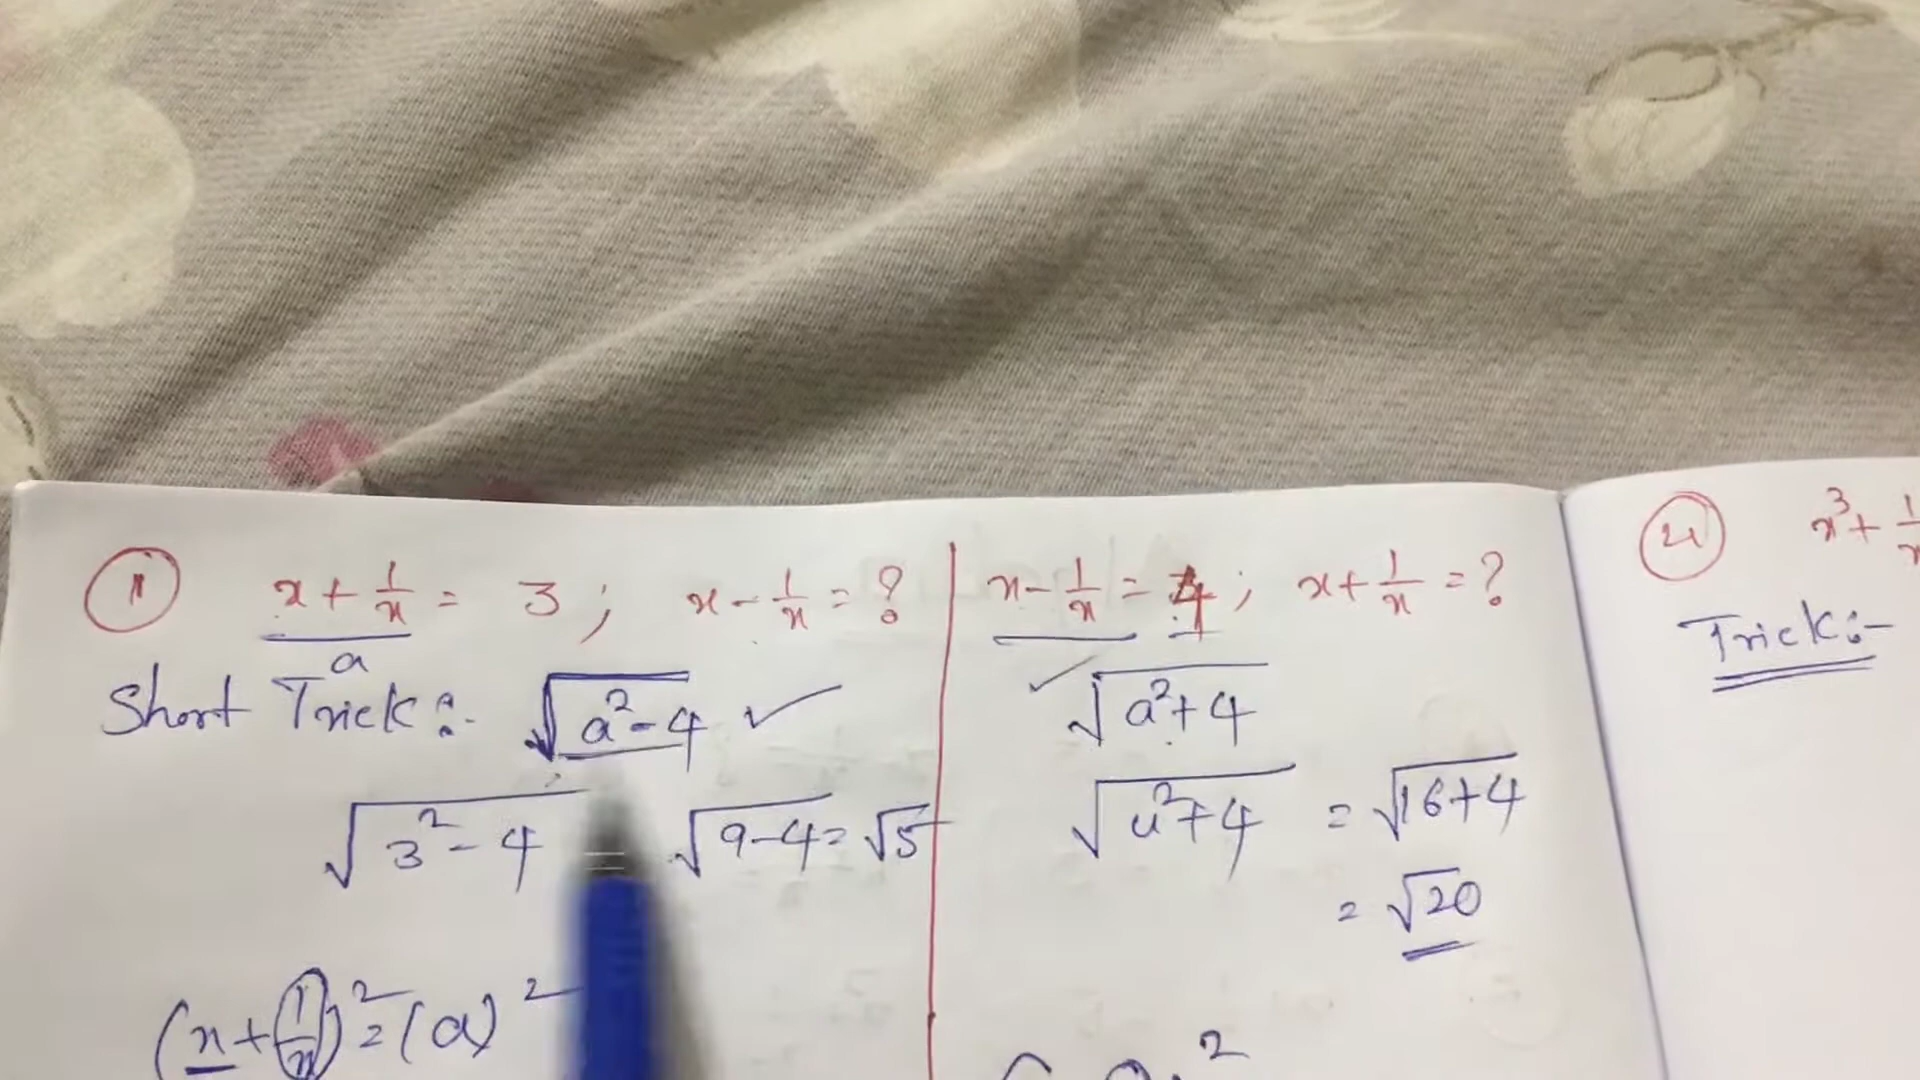 ① x + 1/x = 3 ; x - 1/x = ?
a
Short Trick :- √(a² - 4) ✓
√(3² - 4) = √(9-4) = √5
(x + 1/x)² = (a)²
x - 1/x = 4 ; x + 1/x = ?
✓ √(a² + 4)
√(4² + 4) = √(16+4)
= √20
2
x³ + 1/x
Trick :-